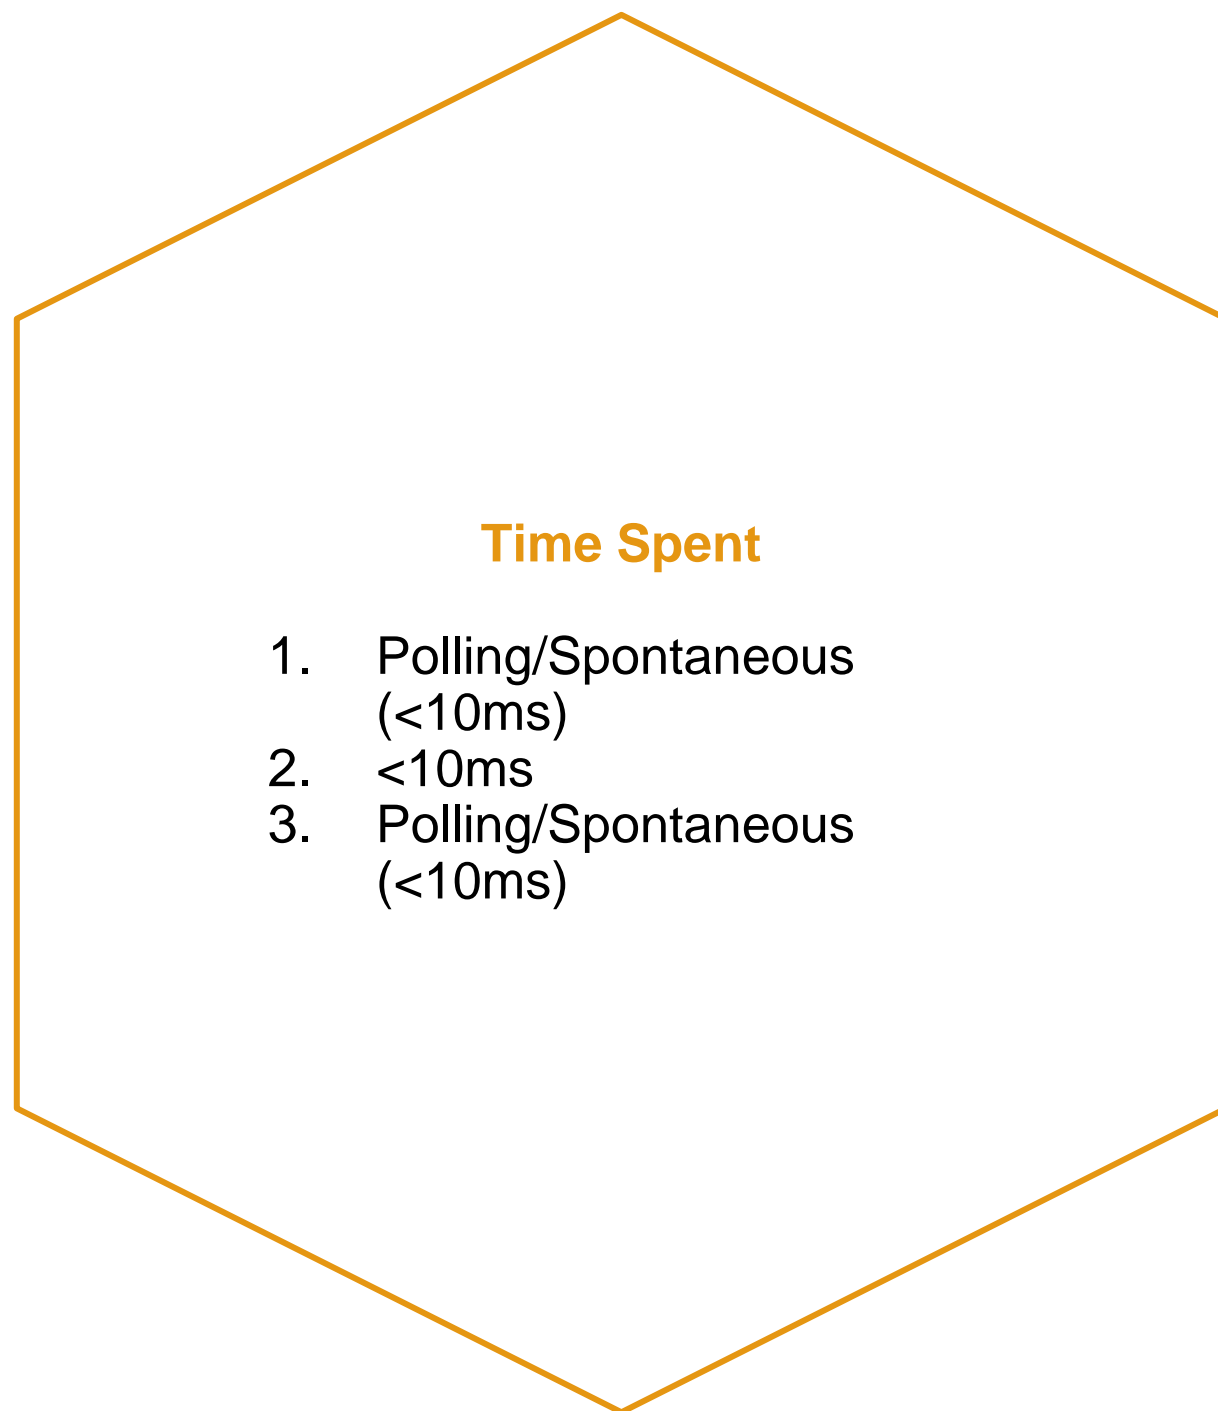 Time Spent
1. Polling/Spontaneous
(<10ms)
2. <10ms
3. Polling/Spontaneous
(<10ms)